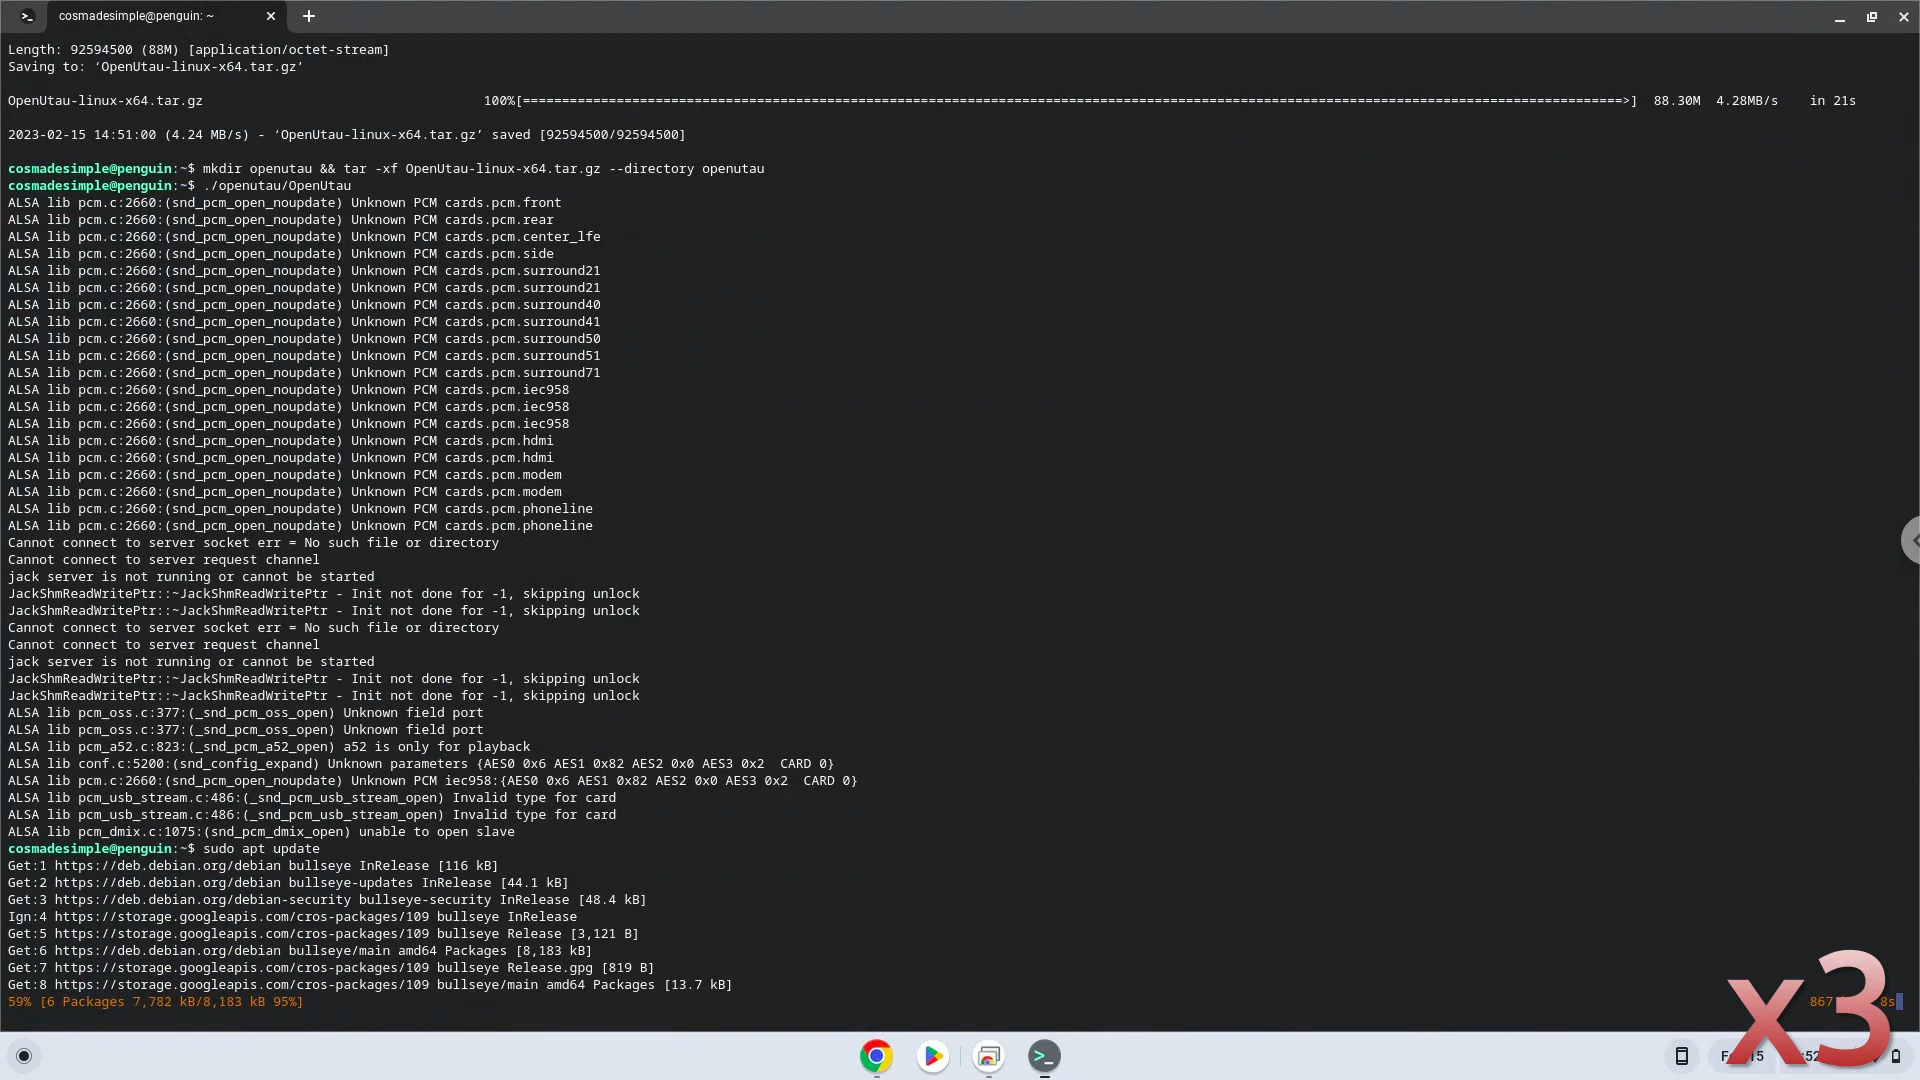 cosmadesimple@penguin: ~
Length: 92594500 (88M) [application/octet-stream]
Saving to: ‘OpenUtau-linux-x64.tar.gz’
OpenUtau-linux-x64.tar.gz 100%[=============================================================================================================================================>] 88.30M 4.28MB/s in 21s
2023-02-15 14:51:00 (4.24 MB/s) - ‘OpenUtau-linux-x64.tar.gz’ saved [92594500/92594500]
cosmadesimple@penguin:~$ mkdir openutau && tar -xf OpenUtau-linux-x64.tar.gz --directory openutau
cosmadesimple@penguin:~$ ./openutau/OpenUtau
ALSA lib pcm.c:2660:(snd_pcm_open_noupdate) Unknown PCM cards.pcm.front
ALSA lib pcm.c:2660:(snd_pcm_open_noupdate) Unknown PCM cards.pcm.rear
ALSA lib pcm.c:2660:(snd_pcm_open_noupdate) Unknown PCM cards.pcm.center_lfe
ALSA lib pcm.c:2660:(snd_pcm_open_noupdate) Unknown PCM cards.pcm.side
ALSA lib pcm.c:2660:(snd_pcm_open_noupdate) Unknown PCM cards.pcm.surround21
ALSA lib pcm.c:2660:(snd_pcm_open_noupdate) Unknown PCM cards.pcm.surround21
ALSA lib pcm.c:2660:(snd_pcm_open_noupdate) Unknown PCM cards.pcm.surround40
ALSA lib pcm.c:2660:(snd_pcm_open_noupdate) Unknown PCM cards.pcm.surround41
ALSA lib pcm.c:2660:(snd_pcm_open_noupdate) Unknown PCM cards.pcm.surround50
ALSA lib pcm.c:2660:(snd_pcm_open_noupdate) Unknown PCM cards.pcm.surround51
ALSA lib pcm.c:2660:(snd_pcm_open_noupdate) Unknown PCM cards.pcm.surround71
ALSA lib pcm.c:2660:(snd_pcm_open_noupdate) Unknown PCM cards.pcm.iec958
ALSA lib pcm.c:2660:(snd_pcm_open_noupdate) Unknown PCM cards.pcm.iec958
ALSA lib pcm.c:2660:(snd_pcm_open_noupdate) Unknown PCM cards.pcm.iec958
ALSA lib pcm.c:2660:(snd_pcm_open_noupdate) Unknown PCM cards.pcm.hdmi
ALSA lib pcm.c:2660:(snd_pcm_open_noupdate) Unknown PCM cards.pcm.hdmi
ALSA lib pcm.c:2660:(snd_pcm_open_noupdate) Unknown PCM cards.pcm.modem
ALSA lib pcm.c:2660:(snd_pcm_open_noupdate) Unknown PCM cards.pcm.modem
ALSA lib pcm.c:2660:(snd_pcm_open_noupdate) Unknown PCM cards.pcm.phoneline
ALSA lib pcm.c:2660:(snd_pcm_open_noupdate) Unknown PCM cards.pcm.phoneline
Cannot connect to server socket err = No such file or directory
Cannot connect to server request channel
jack server is not running or cannot be started
JackShmReadWritePtr::~JackShmReadWritePtr - Init not done for -1, skipping unlock
JackShmReadWritePtr::~JackShmReadWritePtr - Init not done for -1, skipping unlock
Cannot connect to server socket err = No such file or directory
Cannot connect to server request channel
jack server is not running or cannot be started
JackShmReadWritePtr::~JackShmReadWritePtr - Init not done for -1, skipping unlock
JackShmReadWritePtr::~JackShmReadWritePtr - Init not done for -1, skipping unlock
ALSA lib pcm_oss.c:377:(_snd_pcm_oss_open) Unknown field port
ALSA lib pcm_oss.c:377:(_snd_pcm_oss_open) Unknown field port
ALSA lib pcm_a52.c:823:(_snd_pcm_a52_open) a52 is only for playback
ALSA lib conf.c:5200:(snd_config_expand) Unknown parameters {AES0 0x6 AES1 0x82 AES2 0x0 AES3 0x2  CARD 0}
ALSA lib pcm.c:2660:(snd_pcm_open_noupdate) Unknown PCM iec958:{AES0 0x6 AES1 0x82 AES2 0x0 AES3 0x2  CARD 0}
ALSA lib pcm_usb_stream.c:486:(_snd_pcm_usb_stream_open) Invalid type for card
ALSA lib pcm_usb_stream.c:486:(_snd_pcm_usb_stream_open) Invalid type for card
ALSA lib pcm_dmix.c:1075:(snd_pcm_dmix_open) unable to open slave
cosmadesimple@penguin:~$ sudo apt update
Get:1 https://deb.debian.org/debian bullseye InRelease [116 kB]
Get:2 https://deb.debian.org/debian bullseye-updates InRelease [44.1 kB]
Get:3 https://deb.debian.org/debian-security bullseye-security InRelease [48.4 kB]
Ign:4 https://storage.googleapis.com/cros-packages/109 bullseye InRelease
Get:5 https://storage.googleapis.com/cros-packages/109 bullseye Release [3,121 B]
Get:6 https://deb.debian.org/debian bullseye/main amd64 Packages [8,183 kB]
Get:7 https://storage.googleapis.com/cros-packages/109 bullseye Release.gpg [819 B]
Get:8 https://storage.googleapis.com/cros-packages/109 bullseye/main amd64 Packages [13.7 kB]
59% [6 Packages 7,782 kB/8,183 kB 95%] 867 8s
x3